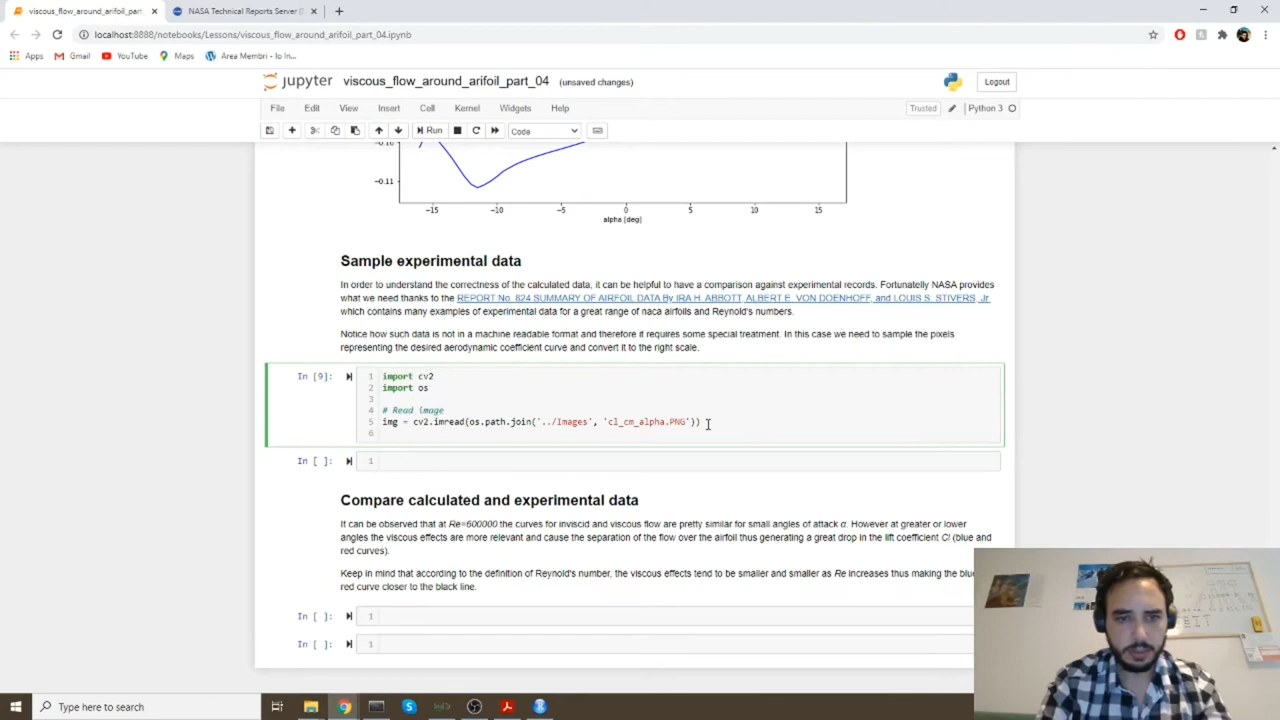 viscous_flow_around_arifoil_part_
NASA Technical Reports Server (
localhost:8888/notebooks/Lessons/viscous_flow_around_arifoil_part_04.ipynb
Apps Gmail YouTube Maps Area Membri - Io In...
jupyter viscous_flow_around_arifoil_part_04 (unsaved changes) Logout
File Edit View Insert Cell Kernel Widgets Help Trusted Python 3
Run Code
-0.10
-0.11
-15 -10 -5 0 5 10 15
alpha [deg]
Sample experimental data
In order to understand the correctness of the calculated data, it can be helpful to have a comparison against experimental records. Fortunatelly NASA provides
what we need thanks to the REPORT No. 824 SUMMARY OF AIRFOIL DATA By IRA H. ABBOTT, ALBERT E. VON DOENHOFF, and LOUIS S. STIVERS, Jr.
which contains many examples of experimental data for a great range of naca airfoils and Reynold's numbers.
Notice how such data is not in a machine readable format and therefore it requires some special treatment. In this case we need to sample the pixels
representing the desired aerodynamic coefficient curve and convert it to the right scale.
In [9]:
1 import cv2
2 import os
3
4 # Read image
5 img = cv2.imread(os.path.join('../Images', 'cl_cm_alpha.PNG'))
6
In [ ]: 1
Compare calculated and experimental data
It can be observed that at Re=600000 the curves for inviscid and viscous flow are pretty similar for small angles of attack α. However at greater or lower
angles the viscous effects are more relevant and cause the separation of the flow over the airfoil thus generating a great drop in the lift coefficient Cl (blue and
red curves).
Keep in mind that according to the definition of Reynold's number, the viscous effects tend to be smaller and smaller as Re increases thus making the blue
red curve closer to the black line.
In [ ]: 1
In [ ]: 1
Type here to search